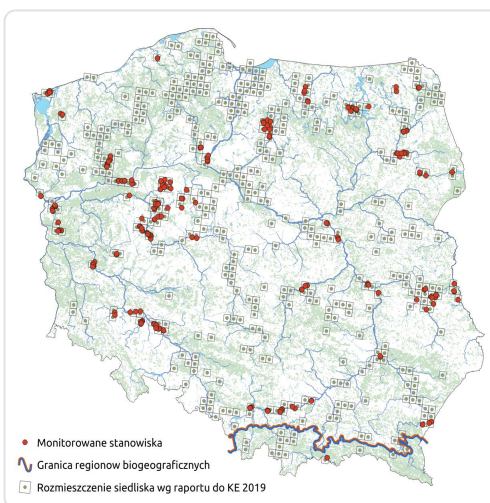 Monitorowane stanowiska
Granica regionow biogeograficznych
Rozmieszczenie siedliska wg raportu do KE 2019